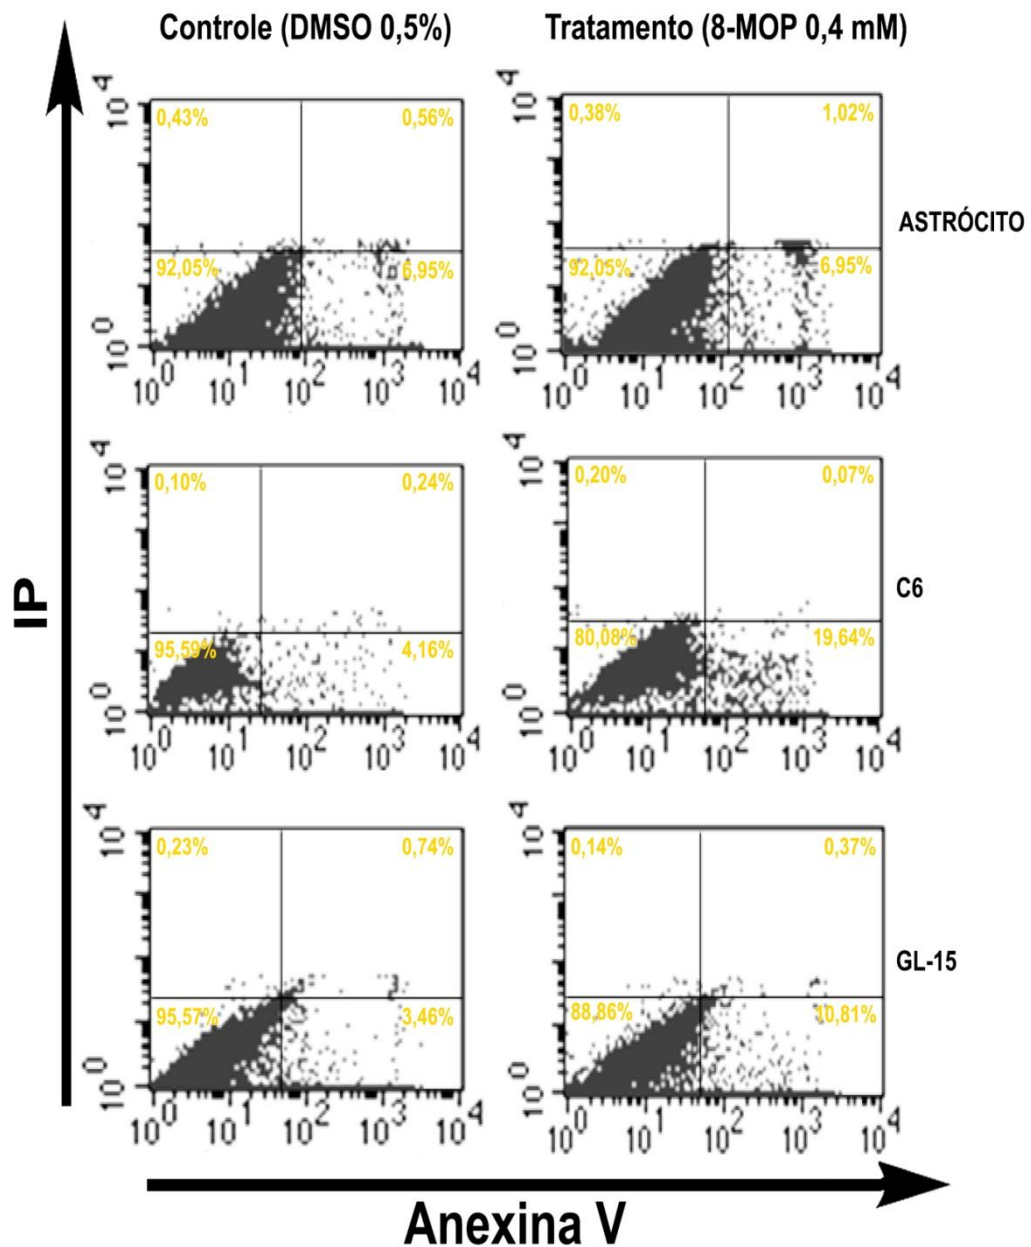 Controle (DMSO 0,5%) Tratamento (8-MOP 0,4 mM)
10^4 0,43% 0,56% 10^4 0,38% 1,02%
ASTRÓCITO
92,05% 6,95% 92,05% 6,95%
10^0 10^0
10^0 10^1 10^2 10^3 10^4 10^0 10^1 10^2 10^3 10^4
10^4 0,10% 0,24% 10^4 0,20% 0,07%
C6
IP
95,59% 4,16% 80,08% 19,64%
10^0 10^0
10^0 10^1 10^2 10^3 10^4 10^0 10^1 10^2 10^3 10^4
10^4 0,23% 0,74% 10^4 0,14% 0,37%
GL-15
95,57% 3,46% 88,86% 10,81%
10^0 10^0
10^0 10^1 10^2 10^3 10^4 10^0 10^1 10^2 10^3 10^4
Anexina V